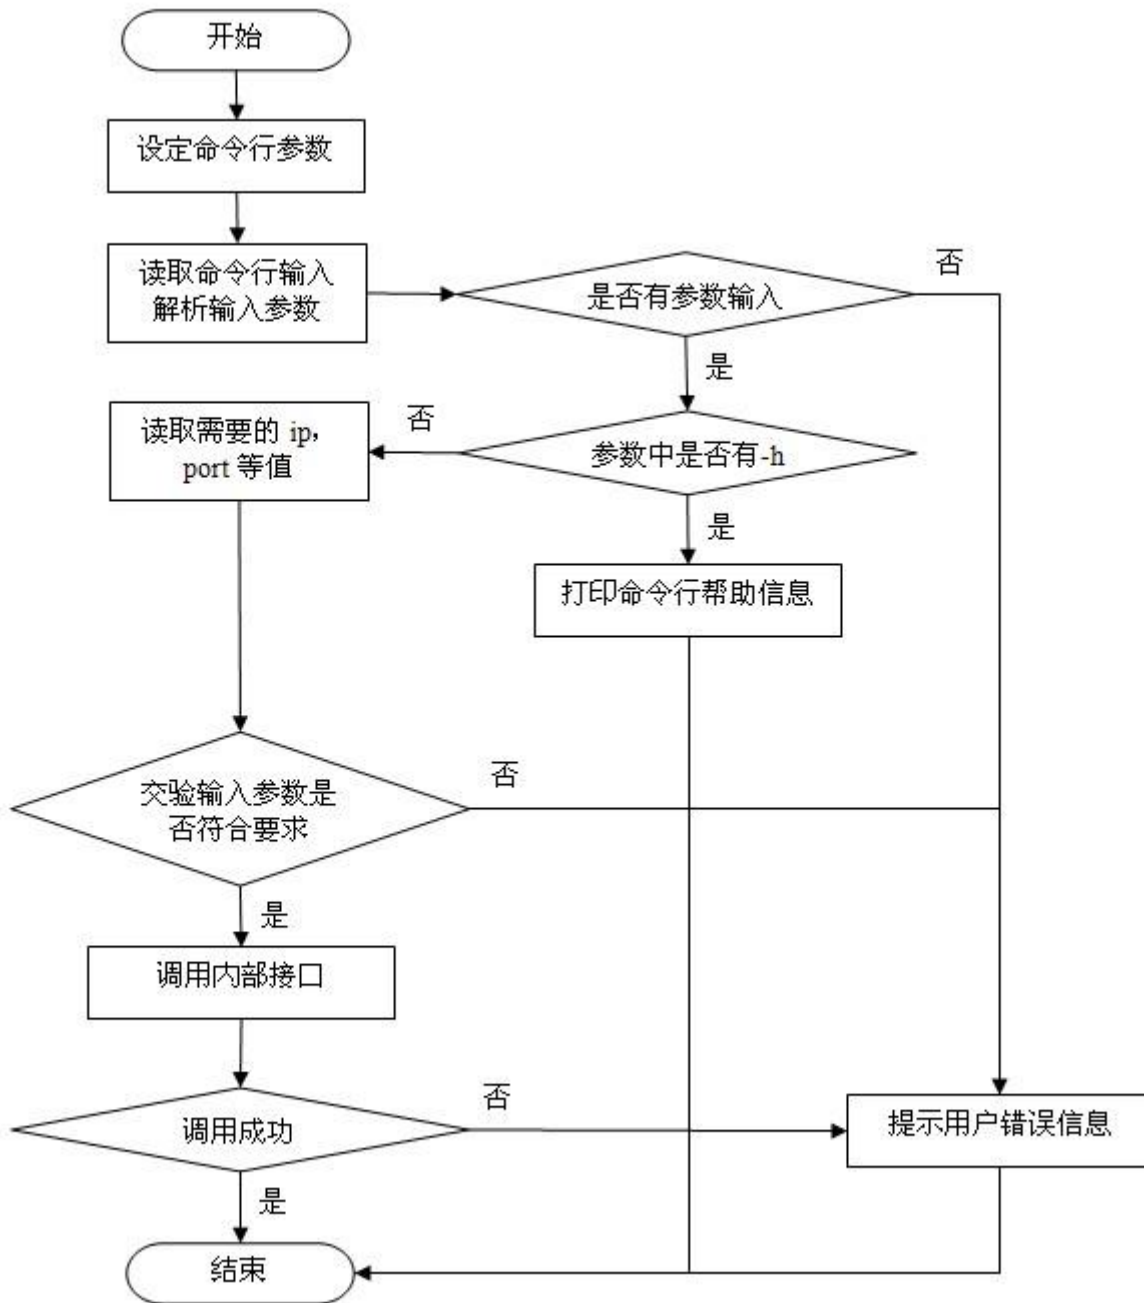 开始
设定命令行参数
读取命令行输入
解析输入参数
是否有参数输入
否
是
读取需要的 ip，
port 等值
否
参数中是否有-h
是
打印命令行帮助信息
交验输入参数是
否符合要求
否
是
调用内部接口
调用成功
否
提示用户错误信息
是
结束